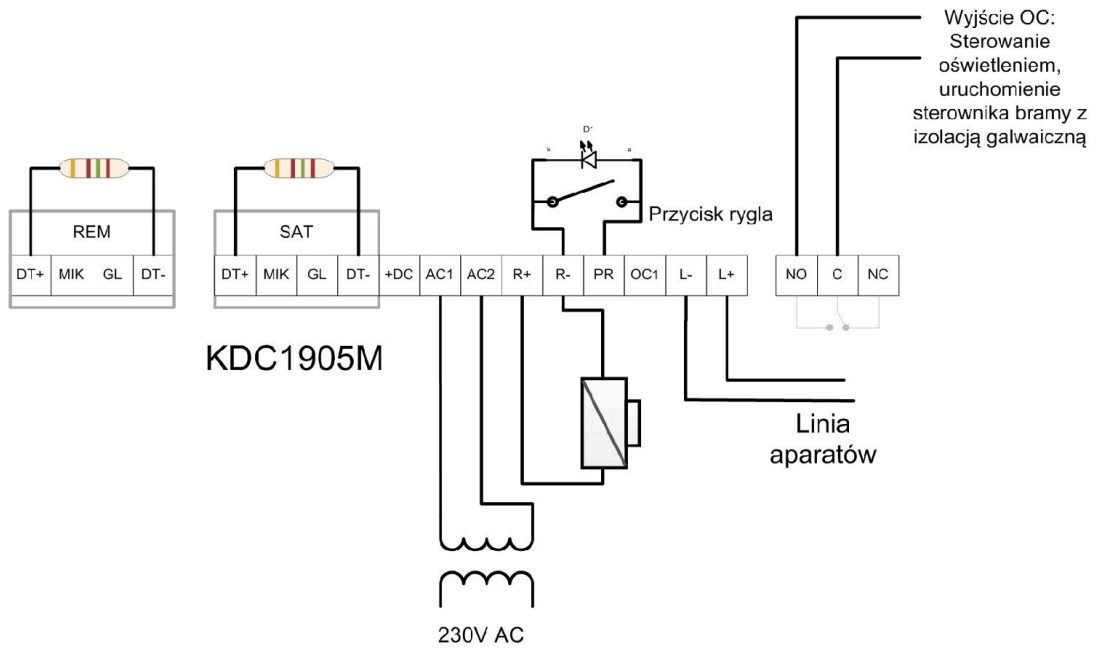 Wyjście OC:
Sterowanie
oświetleniem,
uruchomienie
sterownika bramy z
izolacją galwaiczną
D1
k
a
Przycisk rygla
REM
SAT
DT+ MIK GL DT-
DT+ MIK GL DT- +DC AC1 AC2 R+ R- PR OC1 L- L+
NO C NC
KDC1905M
Linia
aparatów
230V AC